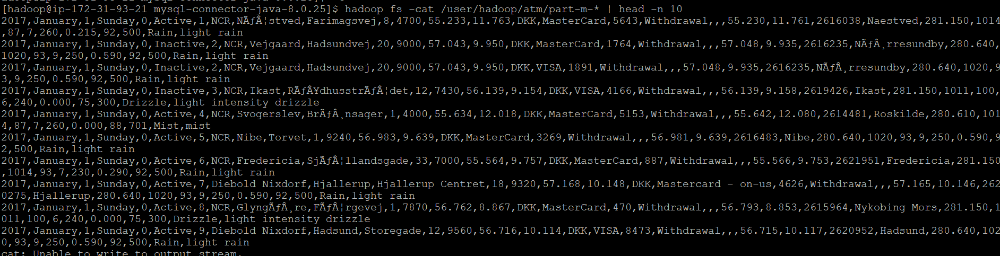 [hadoop@ip-172-31-93-21 mysql-connector-java-8.0.25]$ hadoop fs -cat /user/hadoop/atm/part-m-* | head -n 10
2017,January,1,Sunday,0,Active,1,NCR,NÃƒÂ¦stved,Farimagsvej,8,4700,55.233,11.763,DKK,MasterCard,5643,Withdrawal,,,55.230,11.761,2616038,Naestved,281.150,1014
,87,7,260,0.215,92,500,Rain,light rain
2017,January,1,Sunday,0,Inactive,2,NCR,Vejgaard,Hadsundvej,20,9000,57.043,9.950,DKK,MasterCard,1764,Withdrawal,,,57.048,9.935,2616235,NÃƒÂ¸rresundby,280.640,
1020,93,9,250,0.590,92,500,Rain,light rain
2017,January,1,Sunday,0,Inactive,2,NCR,Vejgaard,Hadsundvej,20,9000,57.043,9.950,DKK,VISA,1891,Withdrawal,,,57.048,9.935,2616235,NÃƒÂ¸rresundby,280.640,1020,9
3,9,250,0.590,92,500,Rain,light rain
2017,January,1,Sunday,0,Inactive,3,NCR,Ikast,RÃƒÂ¥dhusstrÃƒÂ¦det,12,7430,56.139,9.154,DKK,VISA,4166,Withdrawal,,,56.139,9.158,2619426,Ikast,281.150,1011,100,
6,240,0.000,75,300,Drizzle,light intensity drizzle
2017,January,1,Sunday,0,Active,4,NCR,Svogerslev,BrÃƒÂ¸nsager,1,4000,55.634,12.018,DKK,MasterCard,5153,Withdrawal,,,55.642,12.080,2614481,Roskilde,280.610,101
4,87,7,260,0.000,88,701,Mist,mist
2017,January,1,Sunday,0,Active,5,NCR,Nibe,Torvet,1,9240,56.983,9.639,DKK,MasterCard,3269,Withdrawal,,,56.981,9.639,2616483,Nibe,280.640,1020,93,9,250,0.590,9
2,500,Rain,light rain
2017,January,1,Sunday,0,Active,6,NCR,Fredericia,SjÃƒÂ¦llandsgade,33,7000,55.564,9.757,DKK,MasterCard,887,Withdrawal,,,55.566,9.753,2621951,Fredericia,281.150
,1014,93,7,230,0.290,92,500,Rain,light rain
2017,January,1,Sunday,0,Active,7,Diebold Nixdorf,Hjallerup,Hjallerup Centret,18,9320,57.168,10.148,DKK,Mastercard - on-us,4626,Withdrawal,,,57.165,10.146,262
0275,Hjallerup,280.640,1020,93,9,250,0.590,92,500,Rain,light rain
2017,January,1,Sunday,0,Active,8,NCR,GlyngÃƒÂ¸re,FÃƒÂ¦rgevej,1,7870,56.762,8.867,DKK,MasterCard,470,Withdrawal,,,56.793,8.853,2615964,Nykobing Mors,281.150,1
011,100,6,240,0.000,75,300,Drizzle,light intensity drizzle
2017,January,1,Sunday,0,Active,9,Diebold Nixdorf,Hadsund,Storegade,12,9560,56.716,10.114,DKK,VISA,8473,Withdrawal,,,56.715,10.117,2620952,Hadsund,280.640,102
0,93,9,250,0.590,92,500,Rain,light rain
cat: Unable to write to output stream.